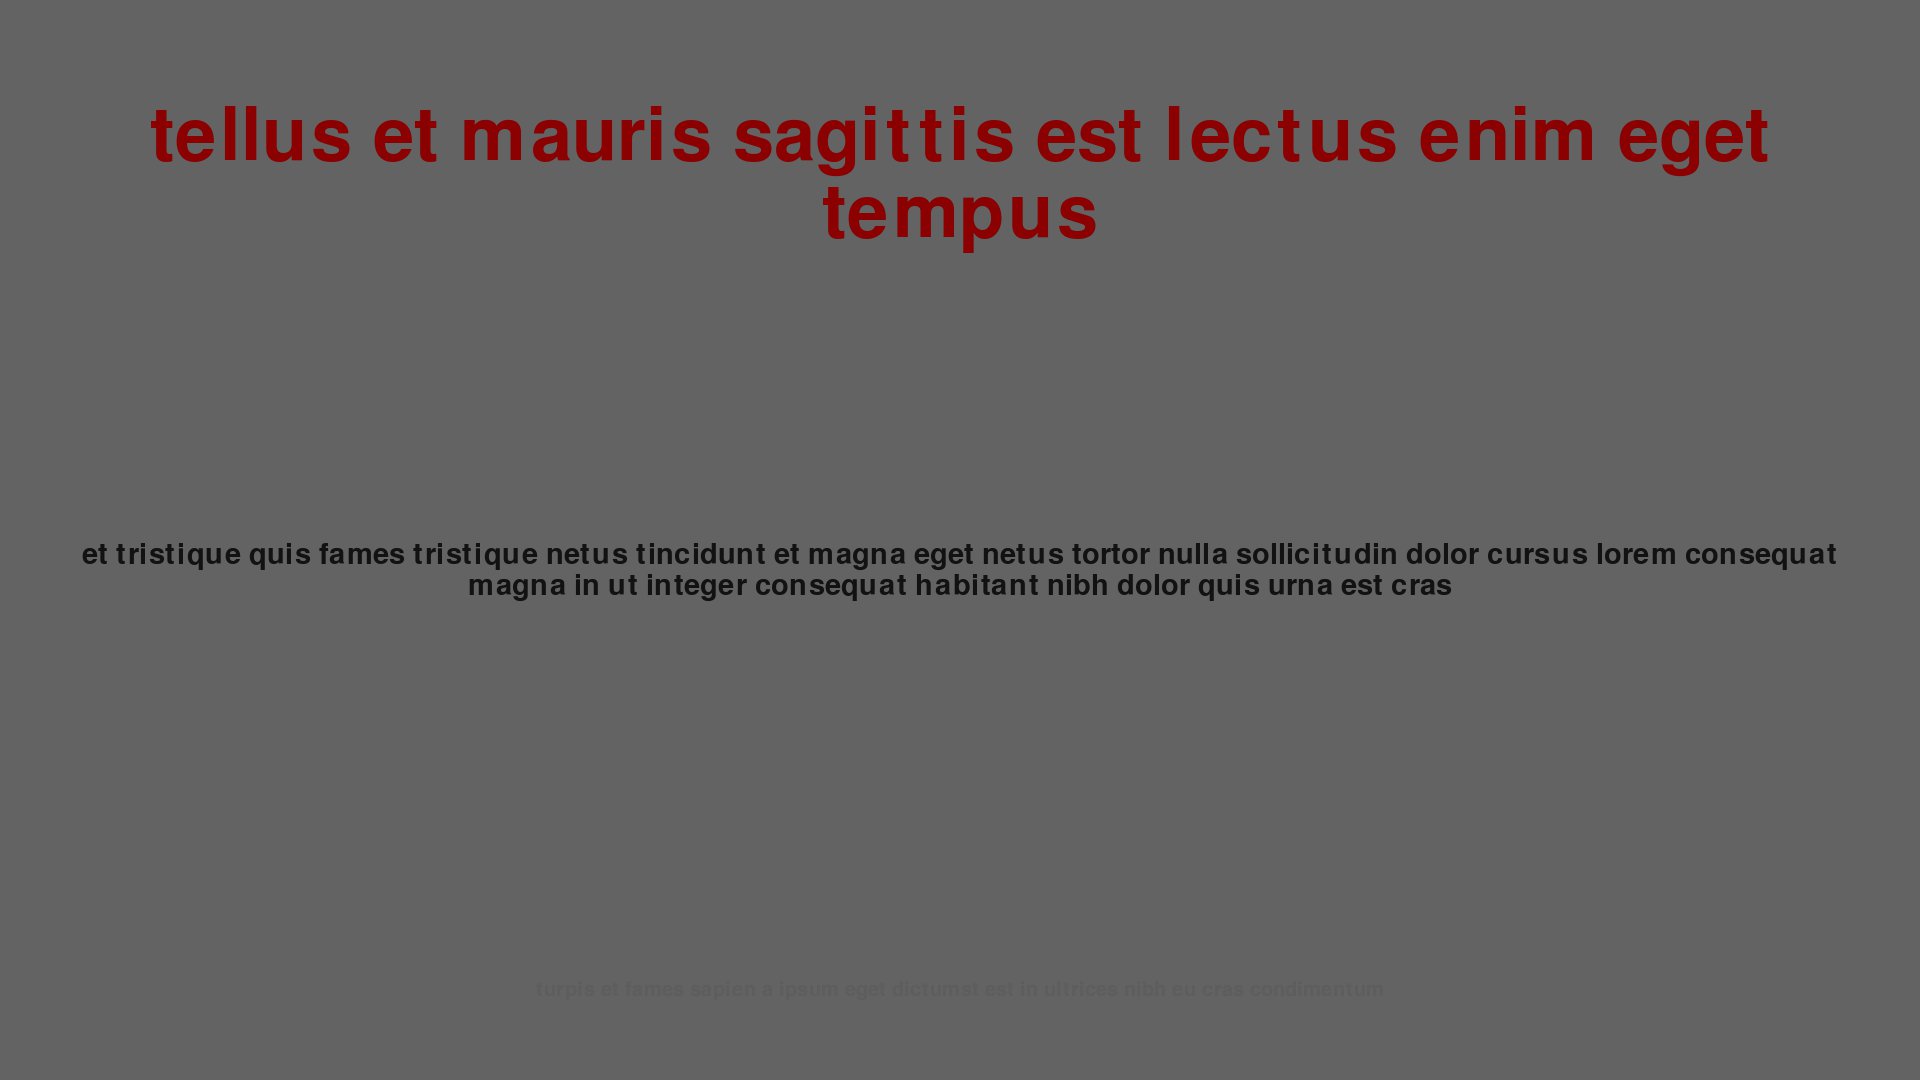 tellus et mauris sagittis est lectus enim eget
tempus
et tristique quis fames tristique netus tincidunt et magna eget netus tortor nulla sollicitudin dolor cursus lorem consequat
magna in ut integer consequat habitant nibh dolor quis urna est cras
turpis et fames sapien a ipsum eget dictumst est in ultrices nibh eu cras condimentum